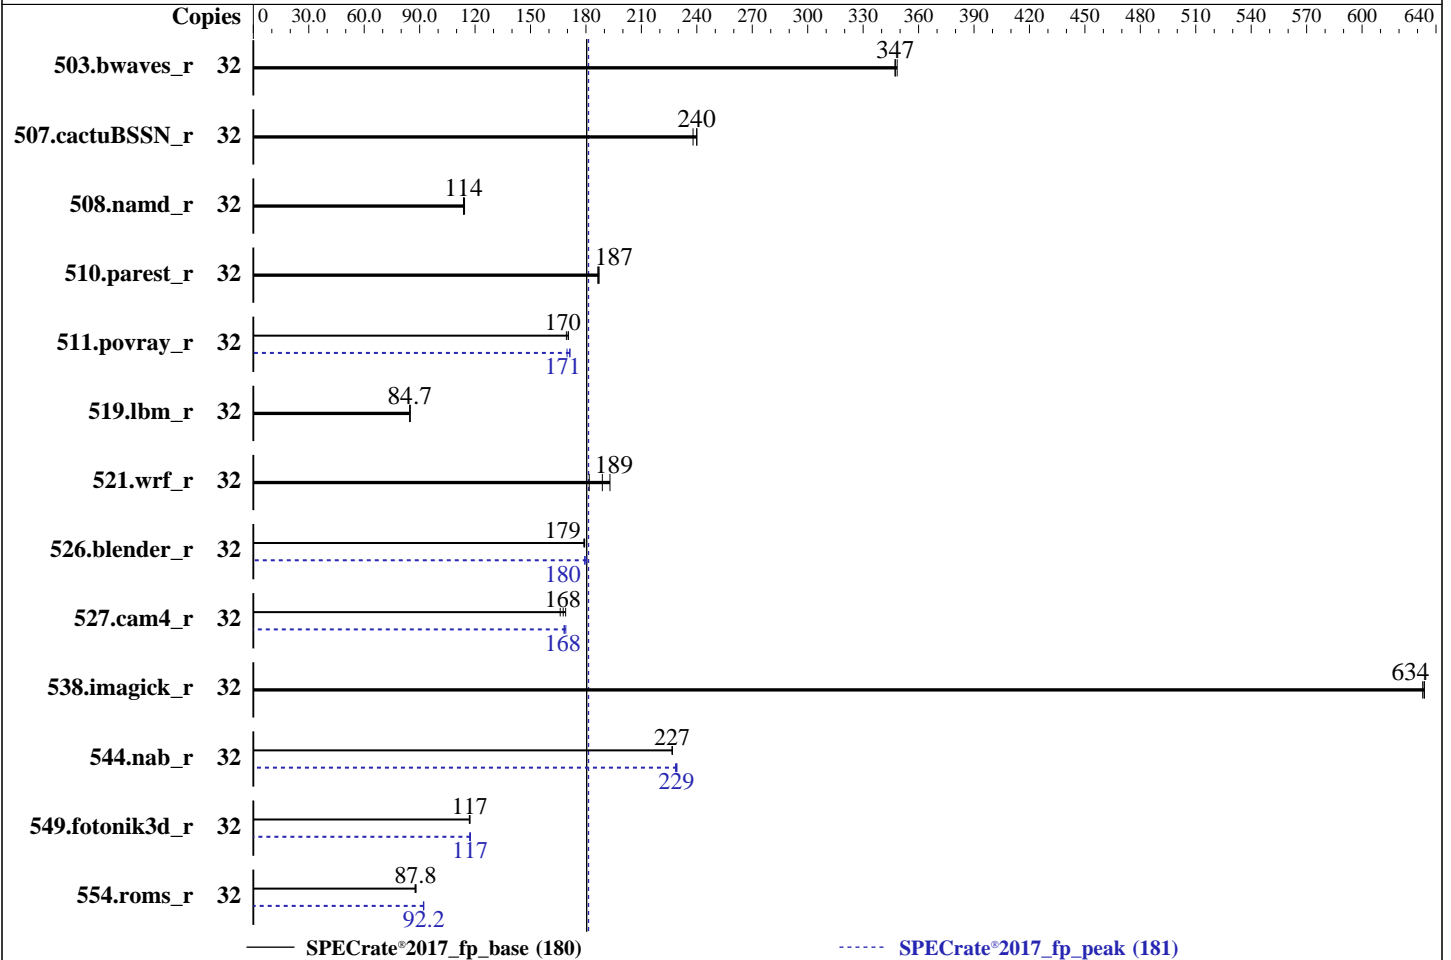 Copies 0 30.0 60.0 90.0 120 150 180 210 240 270 300 330 360 390 420 450 480 510 540 570 600 640
503.bwaves_r 32 347
507.cactuBSSN_r 32 240
508.namd_r 32 114
510.parest_r 32 187
511.povray_r 32 170
171
519.lbm_r 32 84.7
521.wrf_r 32 189
526.blender_r 32 179
180
527.cam4_r 32 168
168
538.imagick_r 32 634
544.nab_r 32 227
229
549.fotonik3d_r 32 117
117
554.roms_r 32 87.8
92.2
SPECrate®2017_fp_base (180) SPECrate®2017_fp_peak (181)